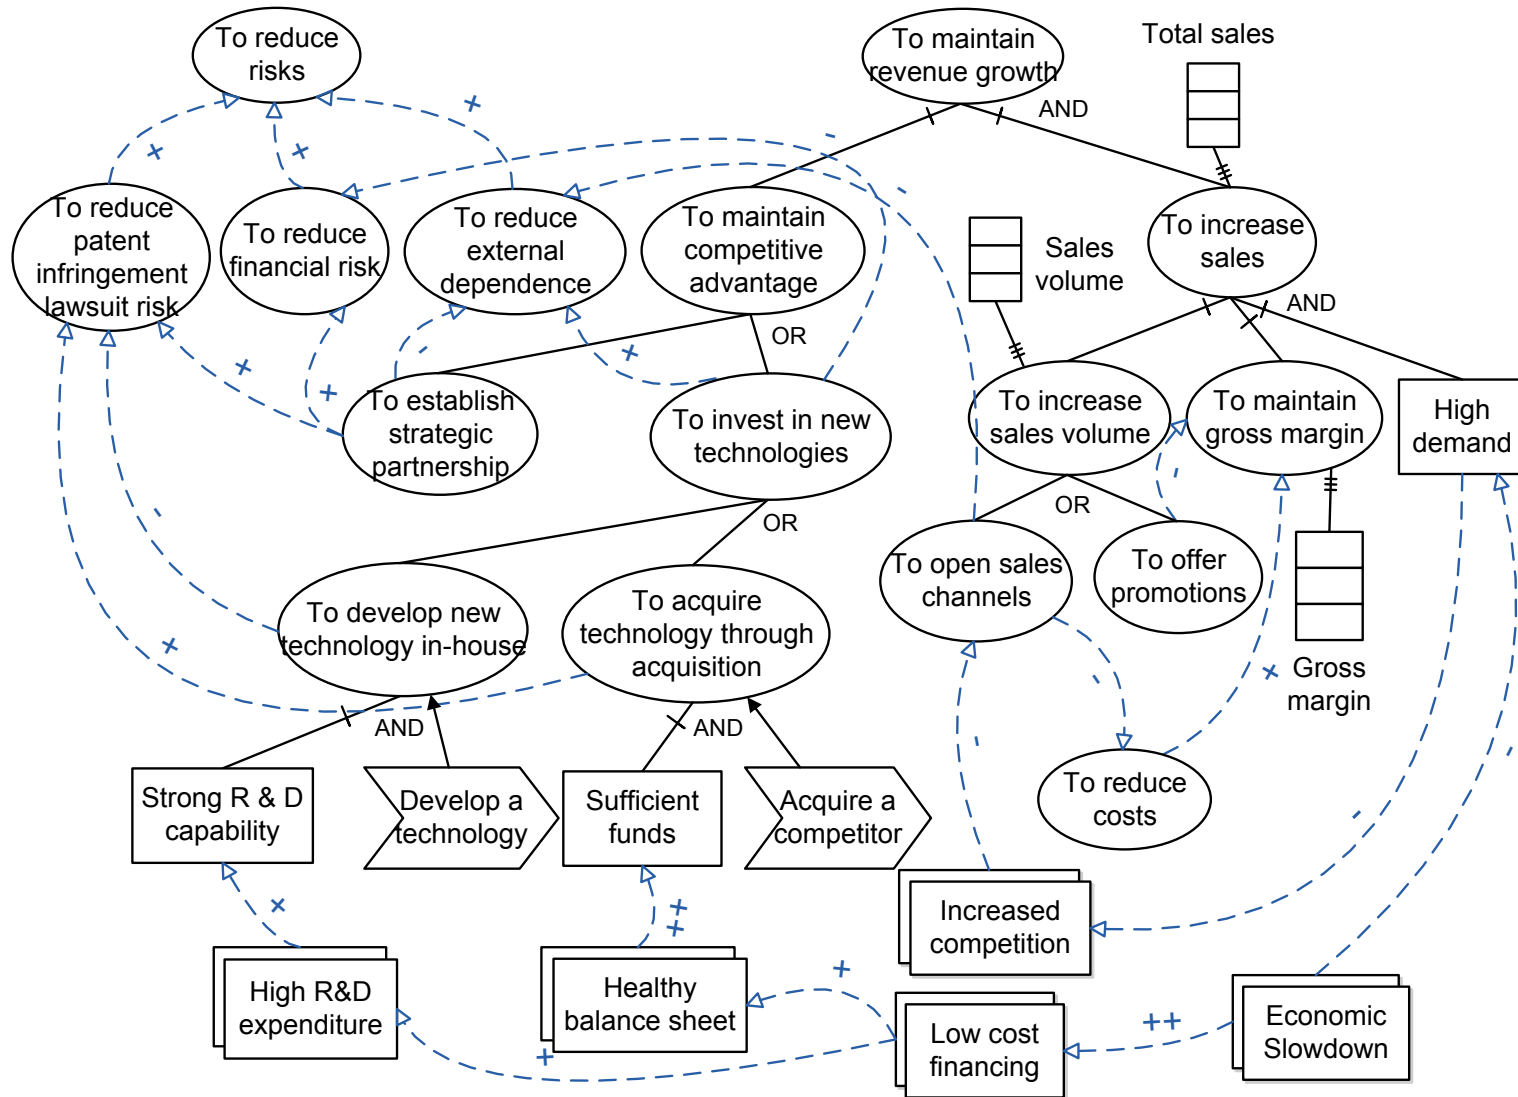 To reduce
risks
To maintain
revenue growth
Total sales
AND
+
+
+
-
-
To reduce
patent
infringement
lawsuit risk
To reduce
financial risk
To reduce
external
dependence
To maintain
competitive
advantage
Sales
volume
To increase
sales
AND
OR
+
+
-
+
To establish
strategic
partnership
To invest in new
technologies
To increase
sales volume
To maintain
gross margin
High
demand
-
OR
OR
-
To open sales
channels
To offer
promotions
To develop new
technology in-house
To acquire
technology through
acquisition
+
-
+
Gross
margin
AND
AND
-
-
Strong R & D
capability
Develop a
technology
Sufficient
funds
Acquire a
competitor
To reduce
costs
-
+
++
Increased
competition
High R&D
expenditure
Healthy
balance sheet
+
+
Low cost
financing
++
Economic
Slowdown